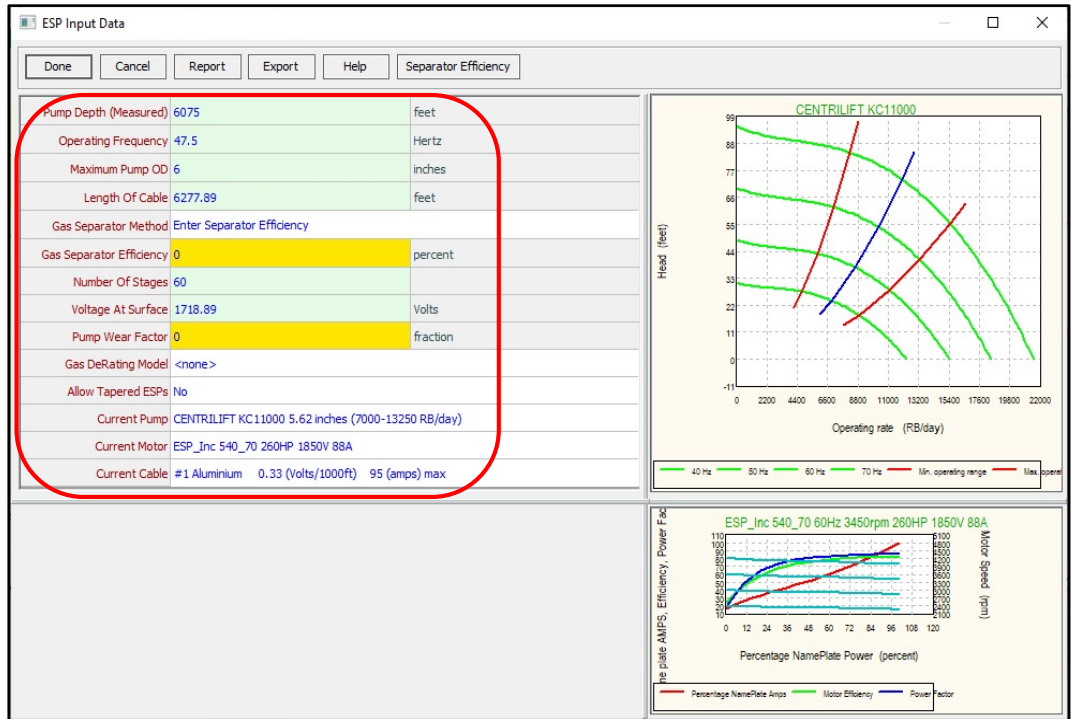 ESP Input Data
Done Cancel Report Export Help Separator Efficiency
Pump Depth (Measured) 6075 feet
Operating Frequency 47.5 Hertz
Maximum Pump OD 6 inches
Length Of Cable 6277.89 feet
Gas Separator Method Enter Separator Efficiency
Gas Separator Efficiency 0 percent
Number Of Stages 60
Voltage At Surface 1718.89 Volts
Pump Wear Factor 0 fraction
Gas DeRating Model <none>
Allow Tapered ESPs No
Current Pump CENTRILIFT KC11000 5.62 inches (7000-13250 RB/day)
Current Motor ESP_Inc 540_70 260HP 1850V 88A
Current Cable #1 Aluminium 0.33 (Volts/1000ft) 95 (amps) max
CENTRILIFT KC11000
99
88
77
66
55
44
33
22
11
0
-11
Head (feet)
0 2200 4400 6600 8800 11000 13200 15400 17600 19800 22000
Operating rate (RB/day)
40 Hz 50 Hz 60 Hz 70 Hz Min. operating range Max. opera
ESP_Inc 540_70 60Hz 3450rpm 260HP 1850V 88A
ne plate AMPS, Efficiency, Power Fac
110
100
90
80
70
60
50
40
30
20
10
5100
4800
4500
4200
3900
3600
3300
3000
2700
2400
2100
Motor Speed (rpm)
0 12 24 36 48 60 72 84 96 108 120
Percentage NamePlate Power (percent)
Percentage NamePlate Amps Motor Efficiency Power Factor